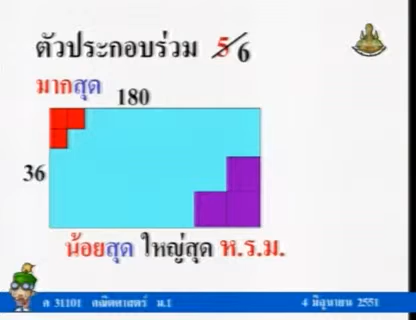 ตัวประกอบร่วม 5/6
มากสุด
180
36
น้อยสุด ใหญ่สุด ห.ร.ม.
ค 31101 คณิตศาสตร์ ม.1 4 มิถุนายน 2551